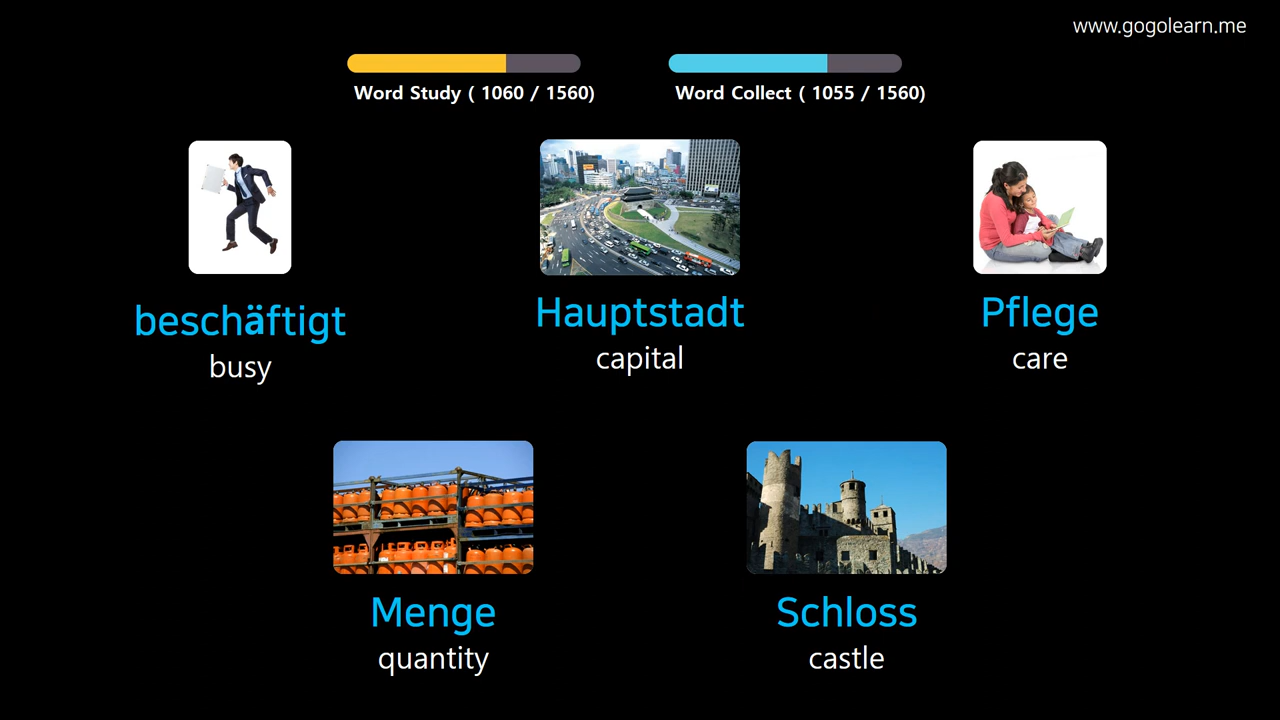 www.gogolearn.me
Word Study ( 1060 / 1560)
Word Collect ( 1055 / 1560)
beschäftigt
busy
Hauptstadt
capital
Pflege
care
Menge
quantity
Schloss
castle